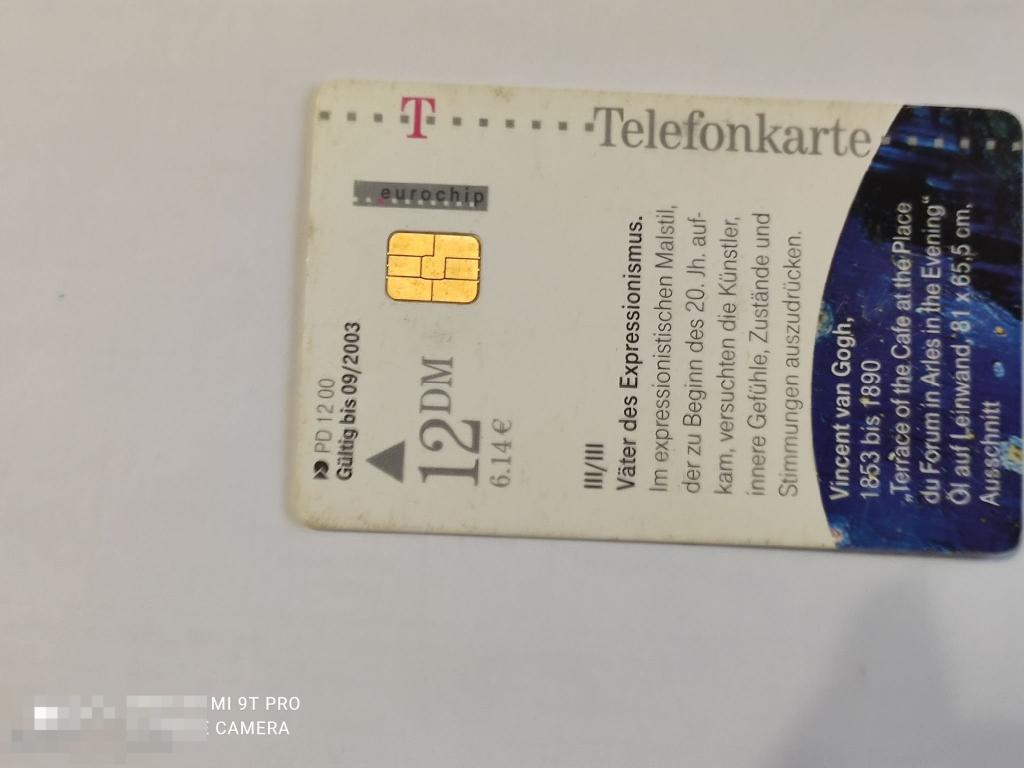 T Telefonkarte
eurochip
PD 12 00
Gültig bis 09/2003
12 DM
6.14€
III/III
Väter des Expressionismus.
Im expressionistischen Malstil,
der zu Beginn des 20. Jh. auf-
kam, versuchten die Künstler,
innere Gefühle, Zustände und
Stimmungen auszudrücken.
Vincent van Gogh,
1853 bis 1890
„Terface of the Cafe at the Place
du Forum in Arles in the Evening“
Öl auf Leinwand, 81 x 65,5 cm,
Ausschnitt
MI 9T PRO
CAMERA